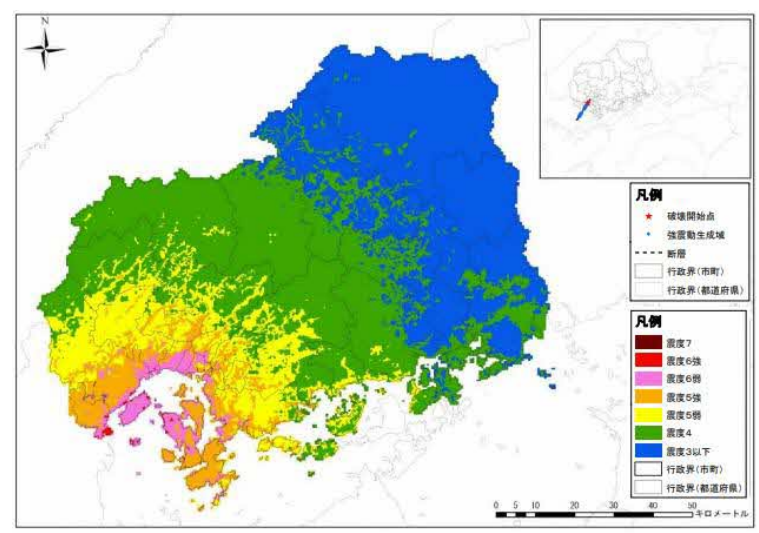 N
凡例
破壊開始点
強震動生成域
断層
行政界(市町)
行政界(都道府県)
凡例
震度7
震度6強
震度6弱
震度5強
震度5弱
震度4
震度3以下
行政界(市町)
行政界(都道府県)
0 5 10 20 30 40 50
キロメートル